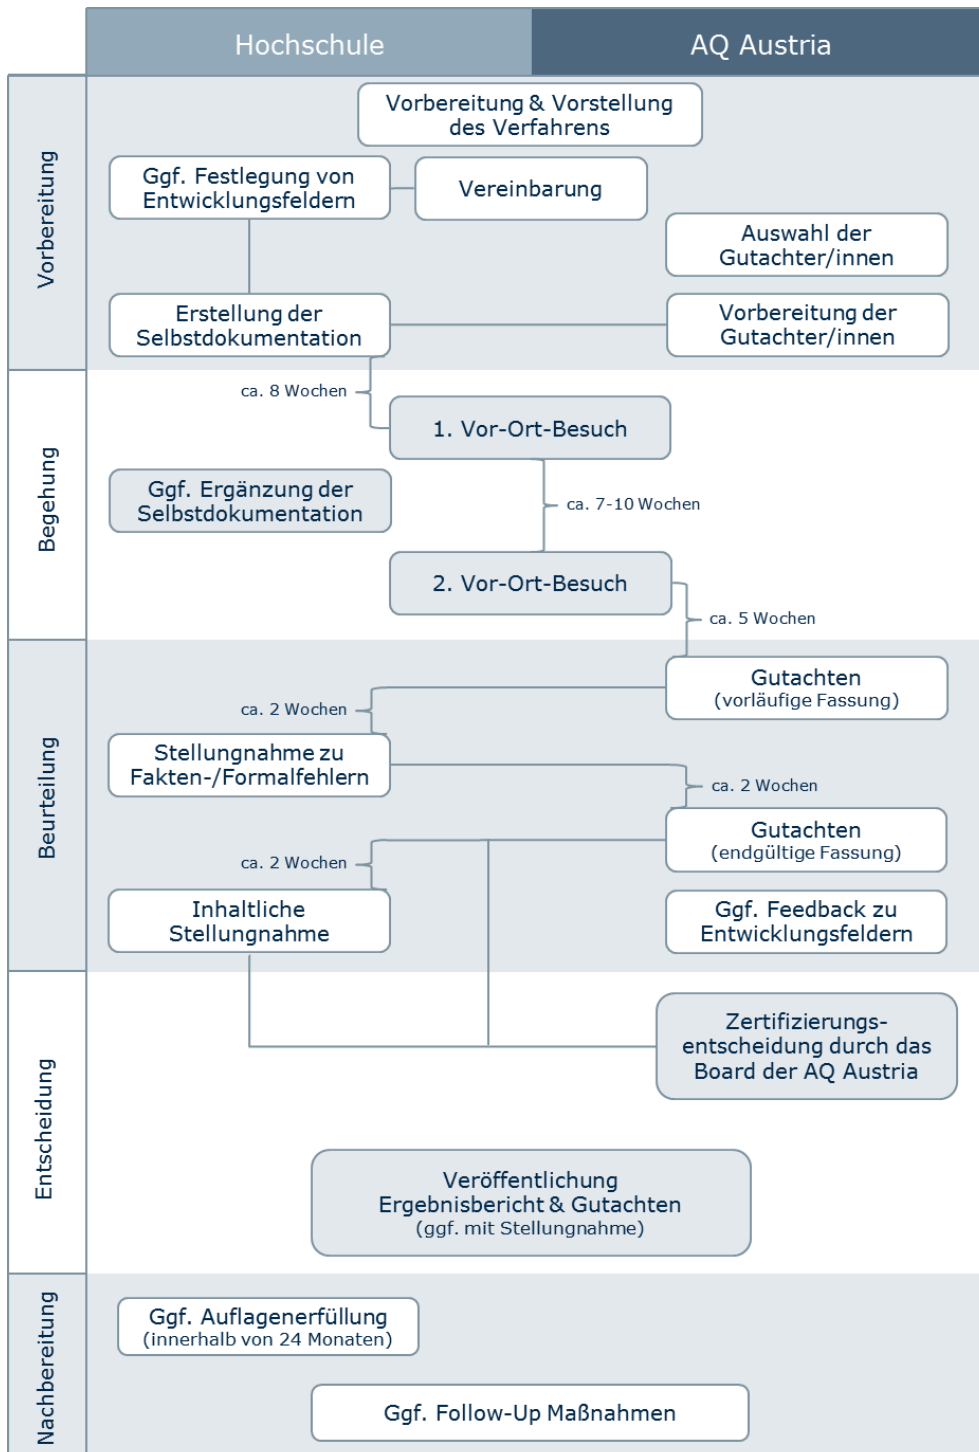 Hochschule
AQ Austria
Vorbereitung
Vorbereitung & Vorstellung
des Verfahrens
Ggf. Festlegung von
Entwicklungsfeldern
Vereinbarung
Auswahl der
Gutachter/innen
Erstellung der
Selbstdokumentation
Vorbereitung der
Gutachter/innen
Begehung
ca. 8 Wochen
1. Vor-Ort-Besuch
Ggf. Ergänzung der
Selbstdokumentation
ca. 7-10 Wochen
2. Vor-Ort-Besuch
ca. 5 Wochen
Beurteilung
Gutachten
(vorläufige Fassung)
ca. 2 Wochen
Stellungnahme zu
Fakten-/Formalfehlern
ca. 2 Wochen
Gutachten
(endgültige Fassung)
ca. 2 Wochen
Inhaltliche
Stellungnahme
Ggf. Feedback zu
Entwicklungsfeldern
Entscheidung
Zertifizierungs-
entscheidung durch das
Board der AQ Austria
Veröffentlichung
Ergebnisbericht & Gutachten
(ggf. mit Stellungnahme)
Nachbereitung
Ggf. Auflagenerfüllung
(innerhalb von 24 Monaten)
Ggf. Follow-Up Maßnahmen